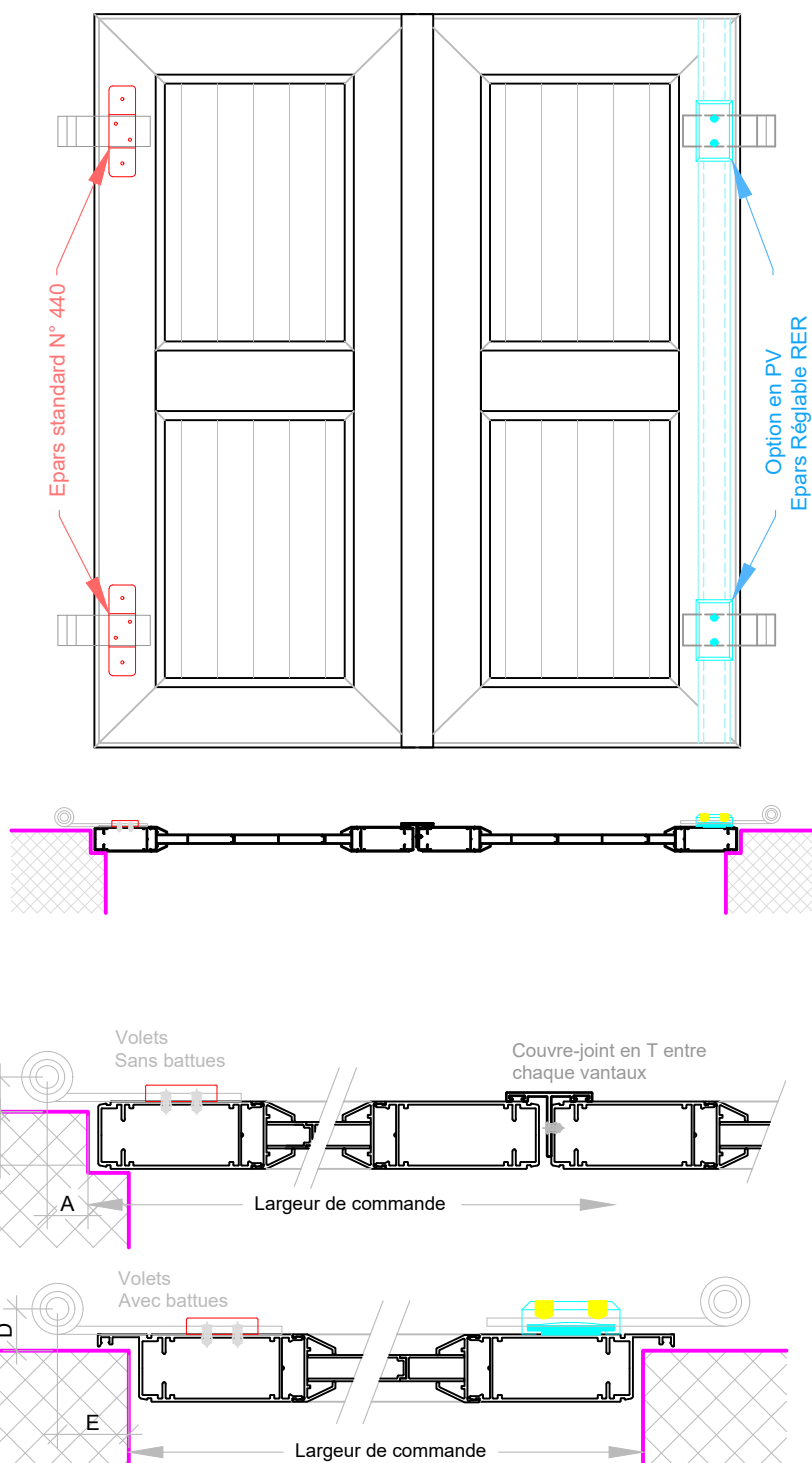 Epars standard N° 440
Option en PV
Epars Réglable RER
Volets
Sans battues
Couvre-joint en T entre
chaque vantaux
A
Largeur de commande
Volets
Avec battues
D
E
Largeur de commande